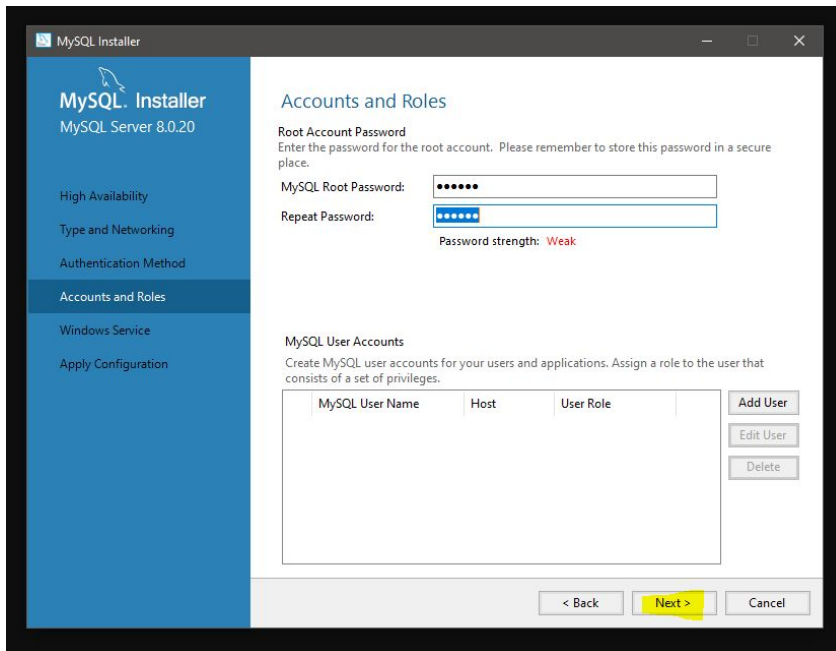 MySQL Installer
MySQL. Installer
MySQL Server 8.0.20
High Availability
Type and Networking
Authentication Method
Accounts and Roles
Windows Service
Apply Configuration
Accounts and Roles
Root Account Password
Enter the password for the root account. Please remember to store this password in a secure
place.
MySQL Root Password: ••••••
Repeat Password: ••••••
Password strength: Weak
MySQL User Accounts
Create MySQL user accounts for your users and applications. Assign a role to the user that
consists of a set of privileges.
MySQL User Name Host User Role
Add User
Edit User
Delete
< Back Next > Cancel